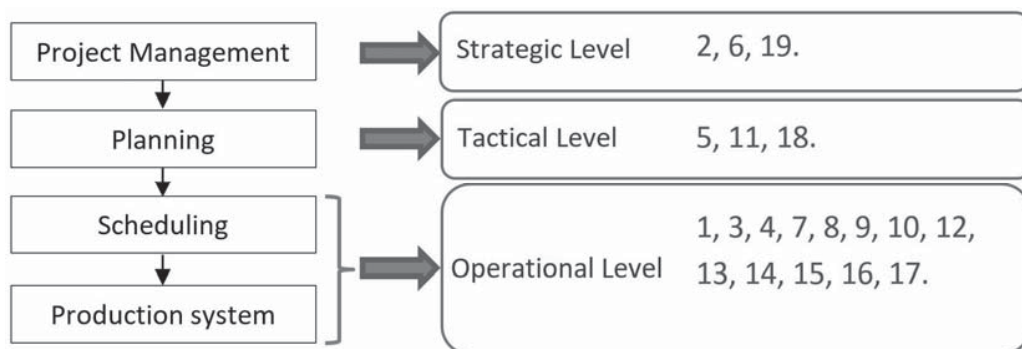 Project Management
Strategic Level
2, 6, 19.
Planning
Tactical Level
5, 11, 18.
Scheduling
Production system
Operational Level
1, 3, 4, 7, 8, 9, 10, 12,
13, 14, 15, 16, 17.